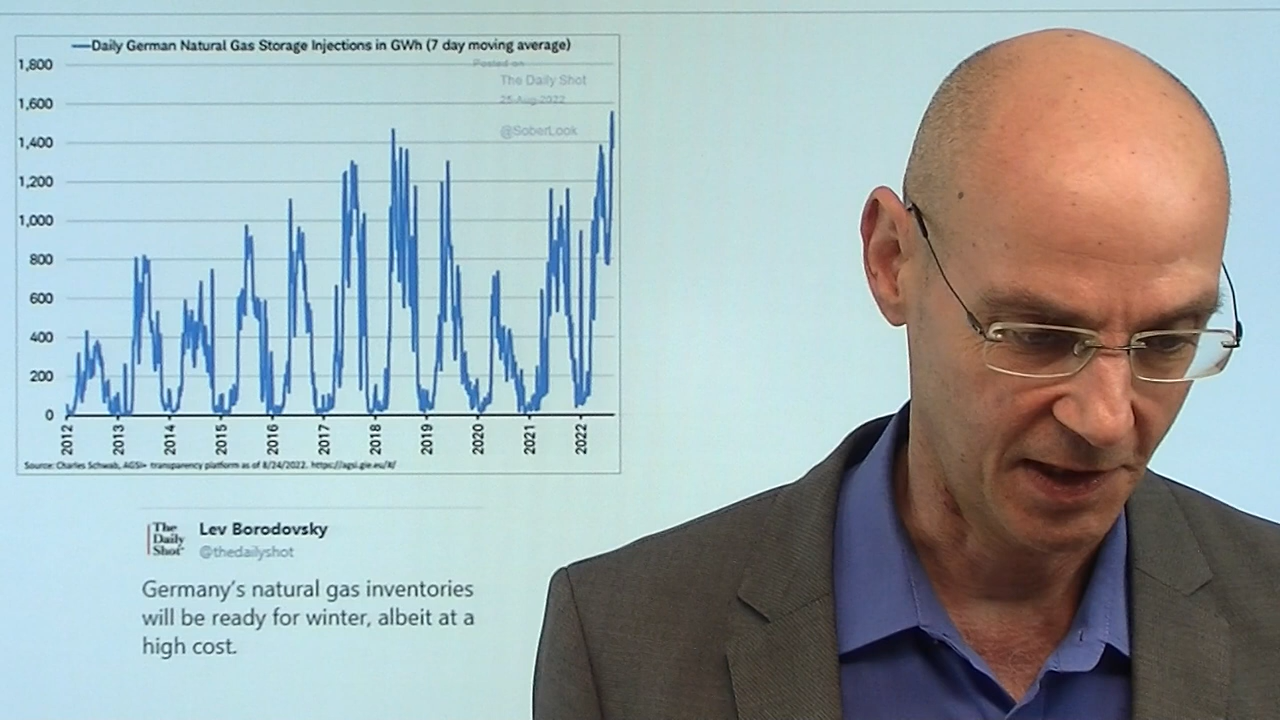 Daily German Natural Gas Storage Injections in GWh (7 day moving average)
Posted on
The Daily Shot
25-Aug-2022
@SoberLook
1,800
1,600
1,400
1,200
1,000
800
600
400
200
0
2012 2013 2014 2015 2016 2017 2018 2019 2020 2021 2022
Source: Charles Schwab, AGSI+ transparency platform as of 8/24/2022. https://agsi.gie.eu/#/
The
Daily
Shot
Lev Borodovsky
@thedailyshot
Germany's natural gas inventories
will be ready for winter, albeit at a
high cost.